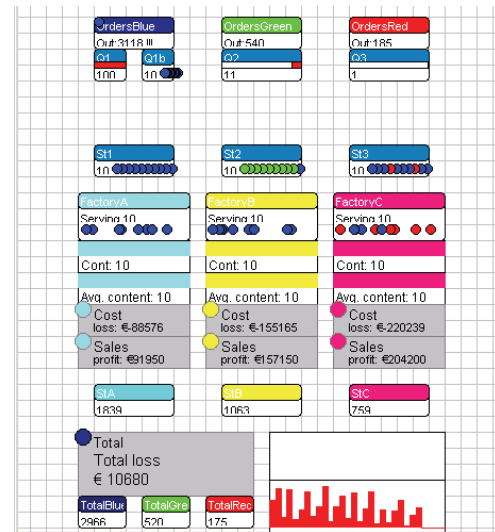 OrdersBlue OrdersGreen OrdersRed
Out:3118 !!! Out:540 Out:185
Q1 Q1b Q2 Q3
100 10 11 1
St1 St2 St3
10 10 10
FactoryA FactoryB FactoryC
Serving 10 Serving 10 Serving 10
Cont: 10 Cont: 10 Cont: 10
Avg. content: 10 Avg. content: 10 Avg. content: 10
Cost Cost Cost
loss: €-88576 loss: €-155165 loss: €-220239
Sales Sales Sales
profit: €91950 profit: €157150 profit: €204200
StA StB StC
1839 1063 759
Total
Total loss
€ 10680
TotalBlue TotalGre TotalRec
2966 520 175